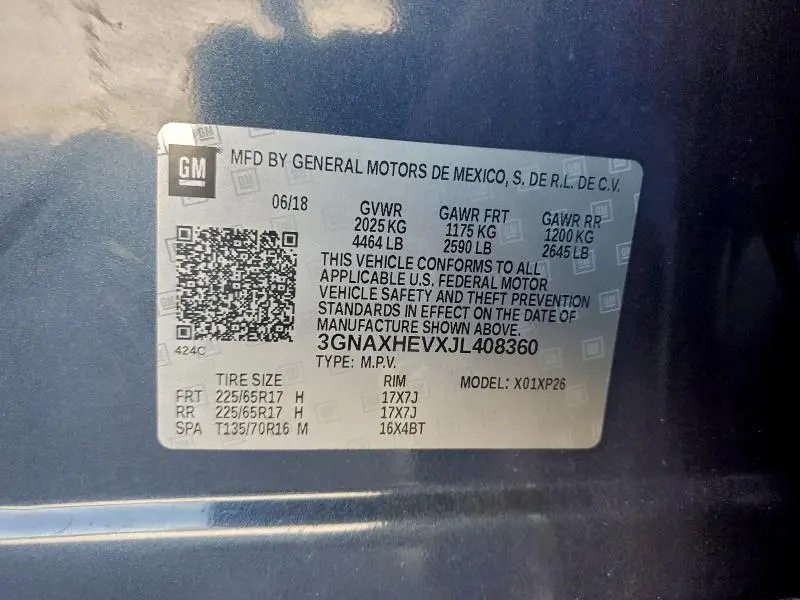 GM MFD BY GENERAL MOTORS DE MEXICO, S. DE R.L. DE C.V.
06/18 GVWR GAWR FRT GAWR RR
2025 KG 1175 KG 1200 KG
4464 LB 2590 LB 2645 LB
THIS VEHICLE CONFORMS TO ALL
APPLICABLE U.S. FEDERAL MOTOR
VEHICLE SAFETY AND THEFT PREVENTION
STANDARDS IN EFFECT ON THE DATE OF
MANUFACTURE SHOWN ABOVE.
424C 3GNAXHEVXJL408360
TYPE: M.P.V.
TIRE SIZE RIM MODEL: X01XP26
FRT 225/65R17 H 17X7J
RR 225/65R17 H 17X7J
SPA T135/70R16 M 16X4BT